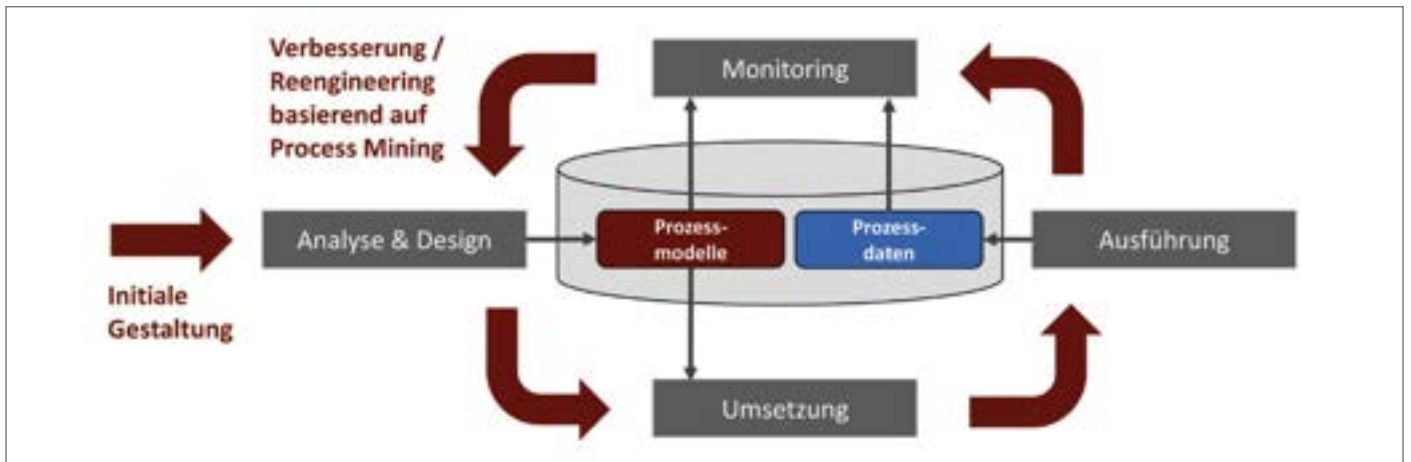 Verbesserung /
Reengineering
basierend auf
Process Mining
Monitoring
Analyse & Design
Prozess-
modelle
Prozess-
daten
Ausführung
Initiale
Gestaltung
Umsetzung